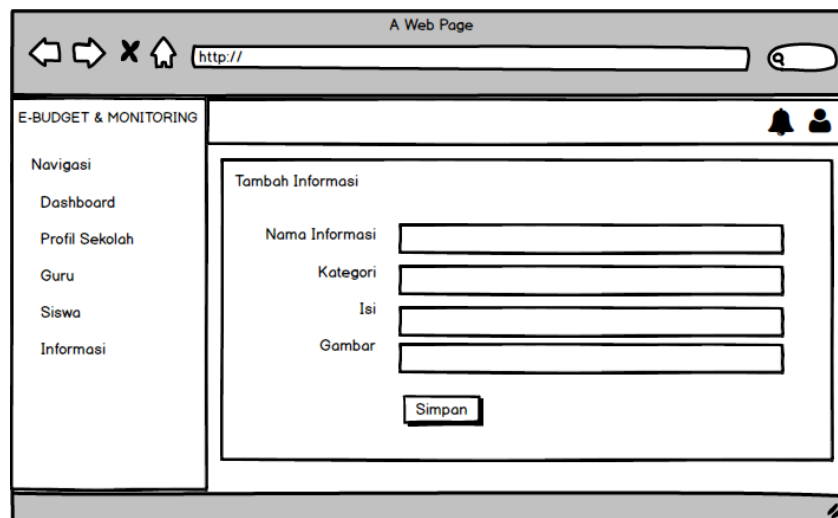 A Web Page
http://
E-BUDGET & MONITORING
Navigasi
Dashboard
Profil Sekolah
Guru
Siswa
Informasi
Tambah Informasi
Nama Informasi
Kategori
Isi
Gambar
Simpan